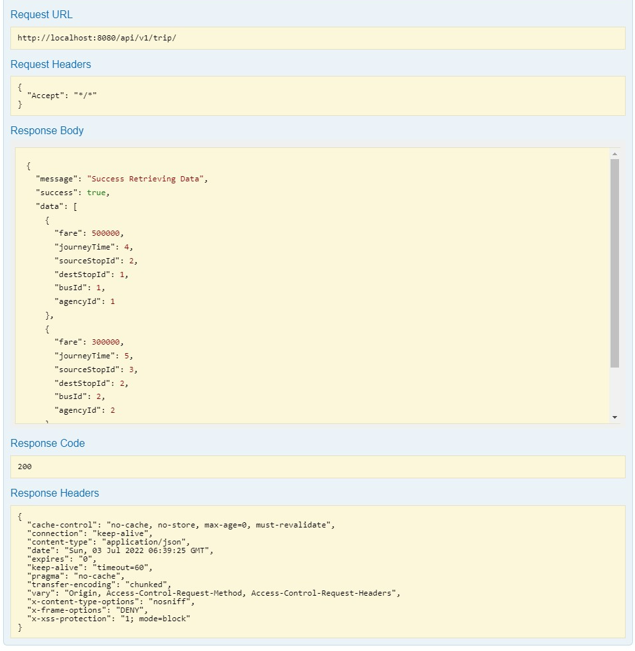 Request URL
http://localhost:8080/api/v1/trip/
Request Headers
{
  "Accept": "*/*"
}
Response Body
{
  "message": "Success Retrieving Data",
  "success": true,
  "data": [
    {
      "fare": 500000,
      "journeyTime": 4,
      "sourceStopId": 2,
      "destStopId": 1,
      "busId": 1,
      "agencyId": 1
    },
    {
      "fare": 300000,
      "journeyTime": 5,
      "sourceStopId": 3,
      "destStopId": 2,
      "busId": 2,
      "agencyId": 2
    }
Response Code
200
Response Headers
{
  "cache-control": "no-cache, no-store, max-age=0, must-revalidate",
  "connection": "keep-alive",
  "content-type": "application/json",
  "date": "Sun, 03 Jul 2022 06:39:25 GMT",
  "expires": "0",
  "keep-alive": "timeout=60",
  "pragma": "no-cache",
  "transfer-encoding": "chunked",
  "vary": "Origin, Access-Control-Request-Method, Access-Control-Request-Headers",
  "x-content-type-options": "nosniff",
  "x-frame-options": "DENY",
  "x-xss-protection": "1; mode=block"
}